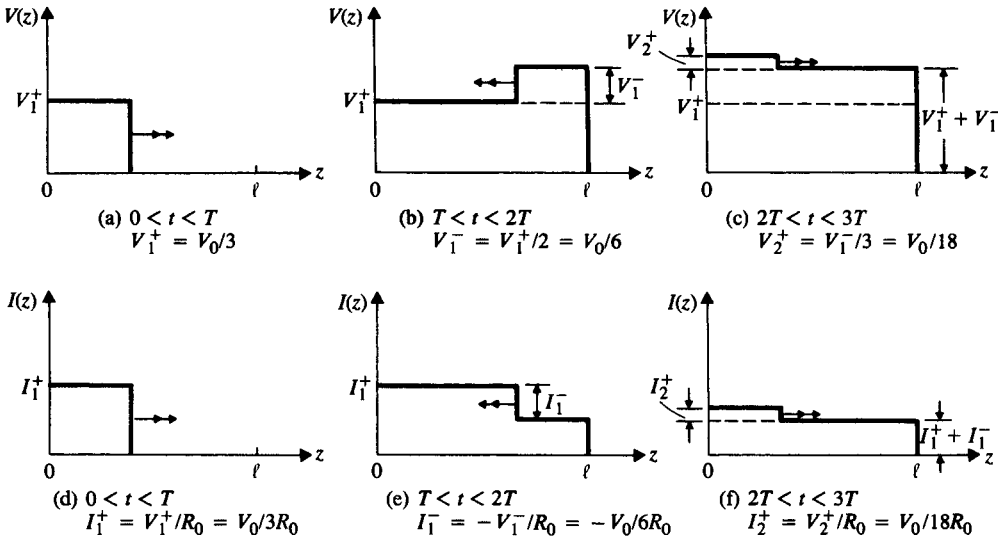 V(z)
V₁⁺
0
ℓ
z
(a) 0 < t < T
V₁⁺ = V₀/3
V(z)
V₁⁺
V₁⁻
0
ℓ
z
(b) T < t < 2T
V₁⁻ = V₁⁺/2 = V₀/6
V(z)
V₂⁺
V₁⁺
V₁⁺ + V₁⁻
0
ℓ
z
(c) 2T < t < 3T
V₂⁺ = V₁⁻/3 = V₀/18
I(z)
I₁⁺
0
ℓ
z
(d) 0 < t < T
I₁⁺ = V₁⁺/R₀ = V₀/3R₀
I(z)
I₁⁺
I₁⁻
0
ℓ
z
(e) T < t < 2T
I₁⁻ = −V₁⁻/R₀ = −V₀/6R₀
I(z)
I₂⁺
I₁⁺ + I₁⁻
0
ℓ
z
(f) 2T < t < 3T
I₂⁺ = V₂⁺/R₀ = V₀/18R₀